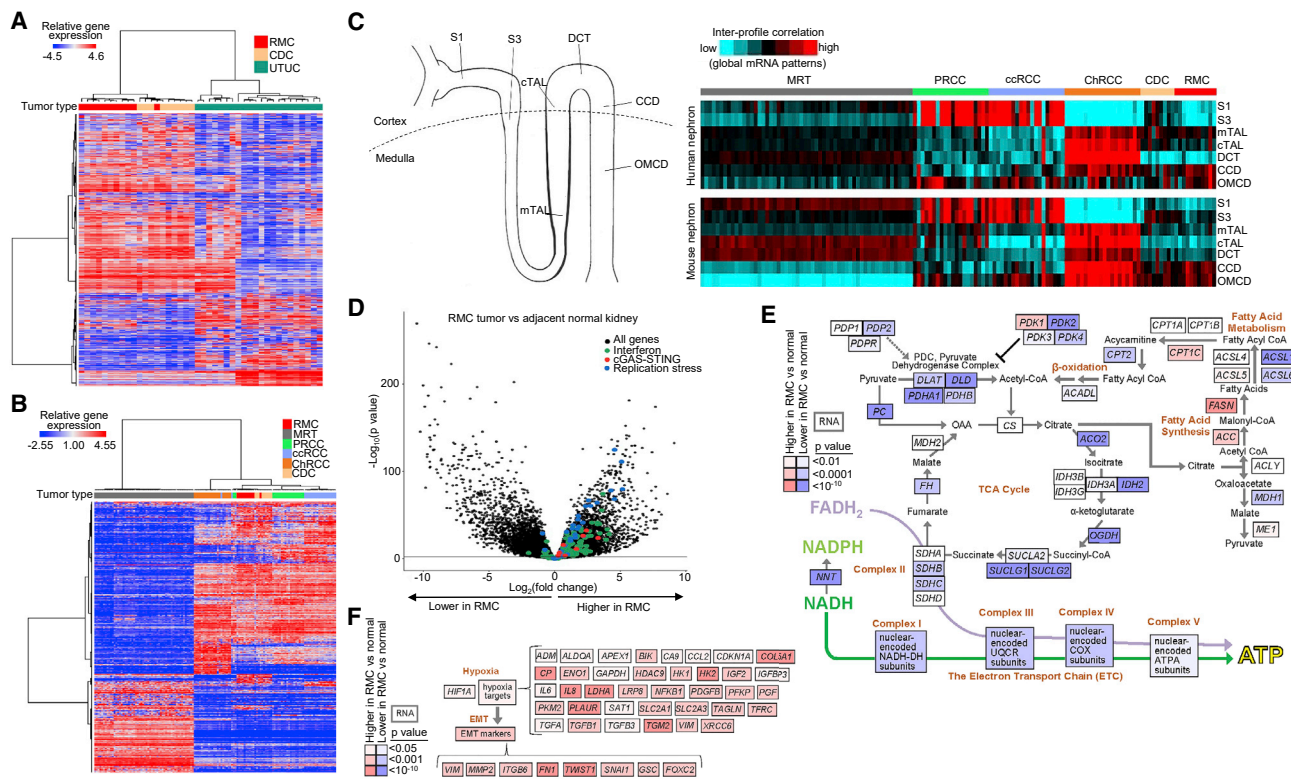 A
Relative gene
expression
-4.5 4.6
RMC
CDC
UTUC
Tumor type
B
Relative gene
expression
-2.55 1.00 4.55
RMC
MRT
PRCC
ccRCC
ChRCC
CDC
Tumor type
C
S1
S3
DCT
cTAL
CCD
Cortex
Medulla
OMCD
mTAL
Inter-profile correlation
low high
(global mRNA patterns)
MRT PRCC ccRCC ChRCC CDC RMC
Human nephron
S1
S3
mTAL
cTAL
DCT
CCD
OMCD
Mouse nephron
S1
S3
mTAL
cTAL
DCT
CCD
OMCD
D
RMC tumor vs adjacent normal kidney
All genes
Interferon
cGAS-STING
Replication stress
-Log10(p value)
200
100
0
-10 -5 0 5 10
Log2(fold change)
Lower in RMC Higher in RMC
E
Higher in RMC vs normal
Lower in RMC vs normal
RNA
p value
<0.01
<0.0001
<10-10
PDP1 PDP2
PDPR
PDK1 PDK2
PDK3 PDK4
PDC, Pyruvate
Dehydrogenase Complex
Pyruvate
DLAT DLD
PDHA1 PDHB
Acetyl-CoA
β-oxidation
ACADL
Fatty Acyl CoA
CPT2
Acycarnitine
CPT1C
CPT1A CPT1B
Fatty Acid
Metabolism
Fatty Acyl CoA
ACSL4
ACSL5
Fatty Acids
FASN
Malonyl-CoA
Fatty Acid
Synthesis
ACC
Acetyl CoA
Citrate
ACLY
Oxaloacetate
MDH1
Malate
ME1
Pyruvate
PC
OAA
CS
Citrate
MDH2
ACO2
Malate
Isocitrate
FH
TCA Cycle
IDH3B
IDH3G
IDH3A IDH2
Fumarate
α-ketoglutarate
OGDH
FADH2
NADPH
NNT
NADH
Complex II
SDHA
SDHB
SDHC
SDHD
Succinate
SUCLA2
SUCLG1 SUCLG2
Succinyl-CoA
Complex I
nuclear-
encoded
NADH-DH
subunits
Complex III
nuclear-
encoded
UQCR
subunits
Complex IV
nuclear-
encoded
COX
subunits
Complex V
nuclear-
encoded
ATPA
subunits
ATP
The Electron Transport Chain (ETC)
F
Higher in RMC vs normal
Lower in RMC vs normal
RNA
p value
<0.05
<0.001
<10-10
Hypoxia
HIF1A
hypoxia
targets
EMT
EMT markers
ADM ALDOA APEX1 BIK CA9 CCL2 CDKN1A COL5A1
CP ENO1 GAPDH HDAC9 HK1 HK2 IGF2 IGFBP3
IL6 IL8 LDHA LRP8 NFKB1 PDGFB PFKP PGF
PKM2 PLAUR SAT1 SLC2A1 SLC2A3 TAGLN TFRC
TGFA TGFB1 TGFB3 TGM2 VIM XRCC6
VIM MMP2 ITGB6 FN1 TWIST1 SNAI1 GSC FOXC2